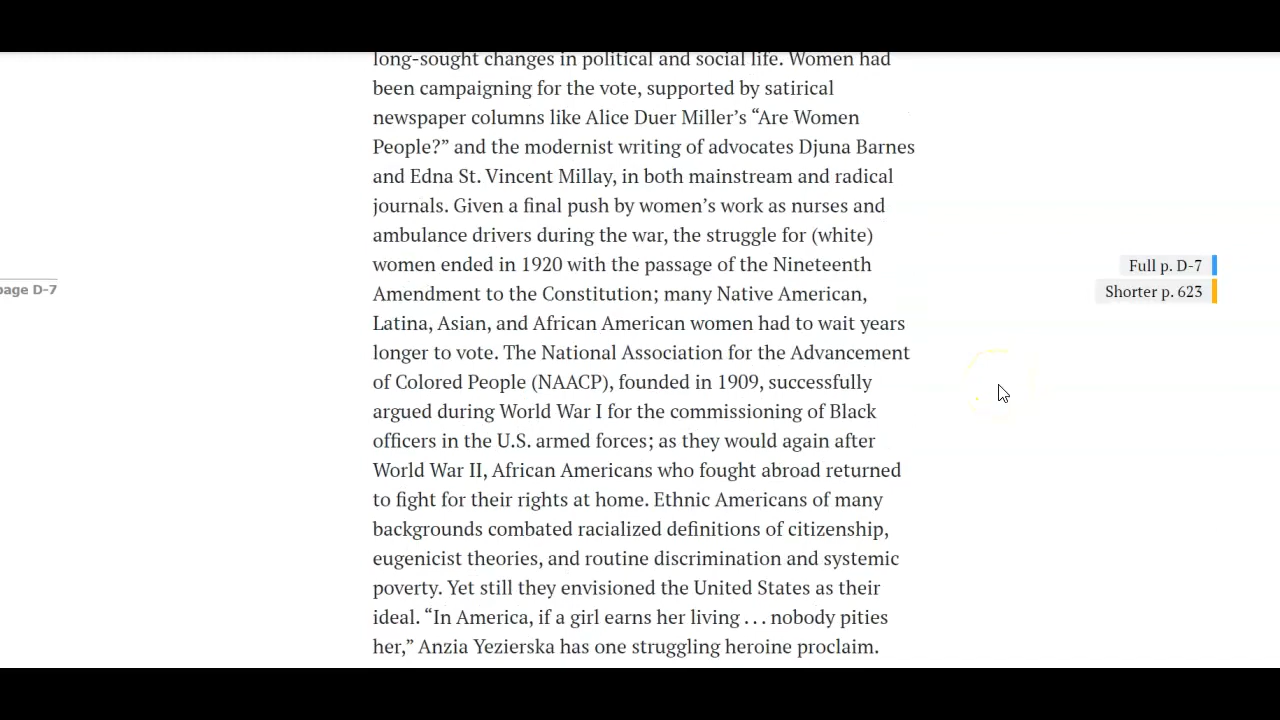 long-sought changes in political and social life. Women had
been campaigning for the vote, supported by satirical
newspaper columns like Alice Duer Miller’s “Are Women
People?” and the modernist writing of advocates Djuna Barnes
and Edna St. Vincent Millay, in both mainstream and radical
journals. Given a final push by women’s work as nurses and
ambulance drivers during the war, the struggle for (white)
women ended in 1920 with the passage of the Nineteenth
Amendment to the Constitution; many Native American,
Latina, Asian, and African American women had to wait years
longer to vote. The National Association for the Advancement
of Colored People (NAACP), founded in 1909, successfully
argued during World War I for the commissioning of Black
officers in the U.S. armed forces; as they would again after
World War II, African Americans who fought abroad returned
to fight for their rights at home. Ethnic Americans of many
backgrounds combated racialized definitions of citizenship,
eugenicist theories, and routine discrimination and systemic
poverty. Yet still they envisioned the United States as their
ideal. “In America, if a girl earns her living . . . nobody pities
her,” Anzia Yezierska has one struggling heroine proclaim.
page D-7
Full p. D-7
Shorter p. 623